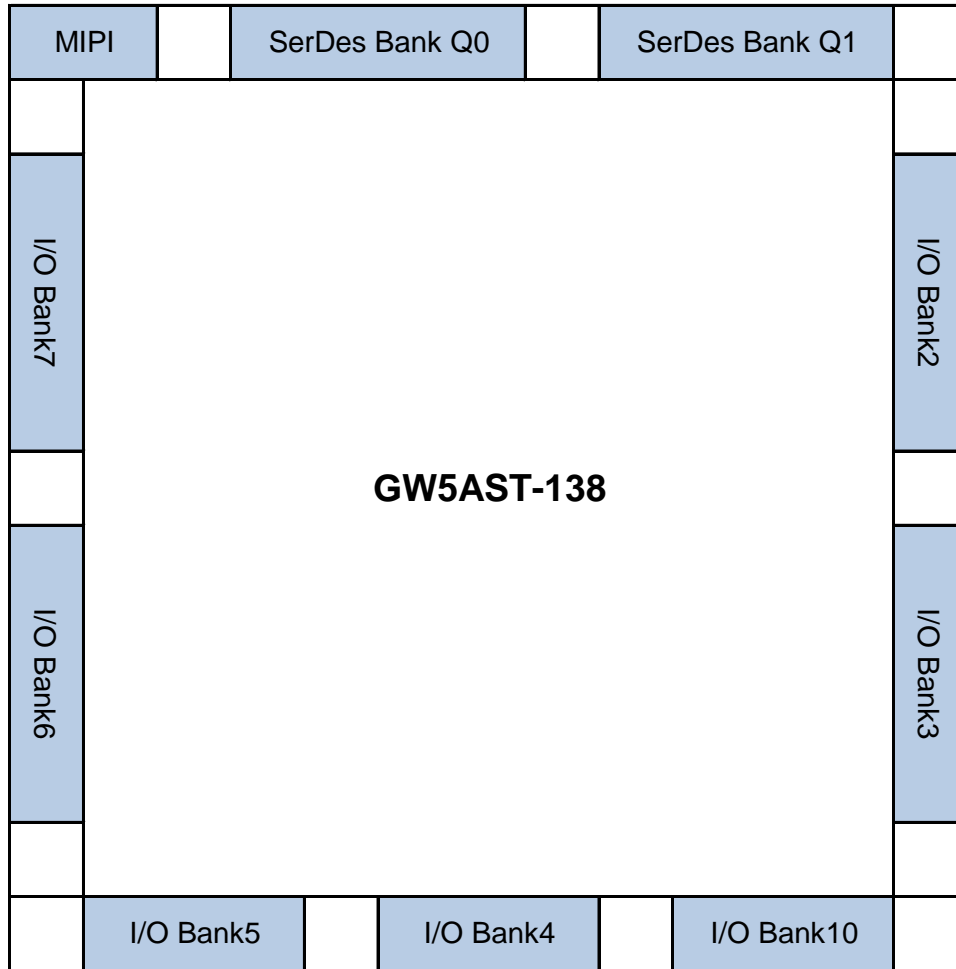 MIPI
SerDes Bank Q0
SerDes Bank Q1
I/O Bank7
I/O Bank2
GW5AST-138
I/O Bank6
I/O Bank3
I/O Bank5
I/O Bank4
I/O Bank10